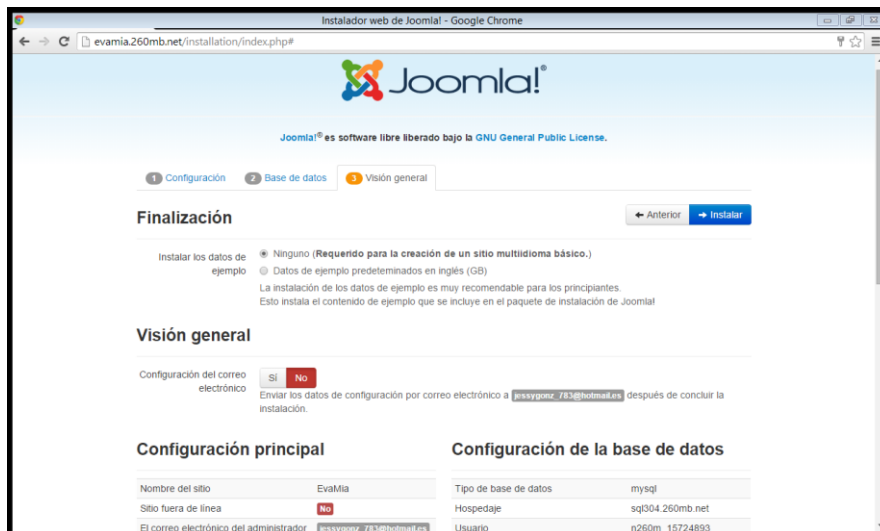 Instalador web de Joomla! - Google Chrome
evamia.260mb.net/installation/index.php#
Joomla!®
Joomla!® es software libre liberado bajo la GNU General Public License.
1 Configuración 2 Base de datos 3 Visión general
Finalización
Anterior Instalar
Instalar los datos de ejemplo
Ninguno (Requerido para la creación de un sitio multiidioma básico.)
Datos de ejemplo predeteminados en inglés (GB)
La instalación de los datos de ejemplo es muy recomendable para los principiantes.
Esto instala el contenido de ejemplo que se incluye en el paquete de instalación de Joomla!
Visión general
Configuración del correo electrónico
Sí No
Enviar los datos de configuración por correo electrónico a jessygonz_783@hotmail.es después de concluir la
instalación.
Configuración principal
Nombre del sitio EvaMia
Sitio fuera de línea No
El correo electrónico del administrador jessygonz_783@hotmail.es
Configuración de la base de datos
Tipo de base de datos mysql
Hospedaje sql304.260mb.net
Usuario n260m_15724893